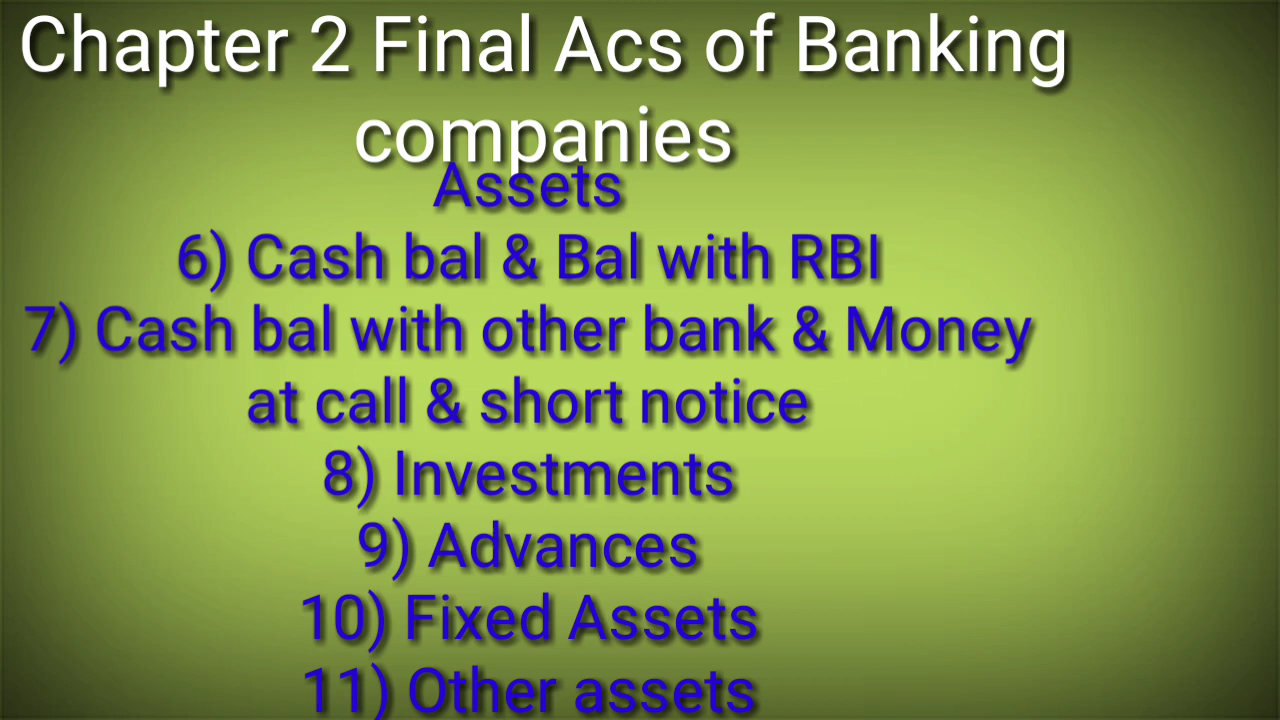 Chapter 2 Final Acs of Banking
companies
Assets
6) Cash bal & Bal with RBI
7) Cash bal with other bank & Money
at call & short notice
8) Investments
9) Advances
10) Fixed Assets
11) Other assets